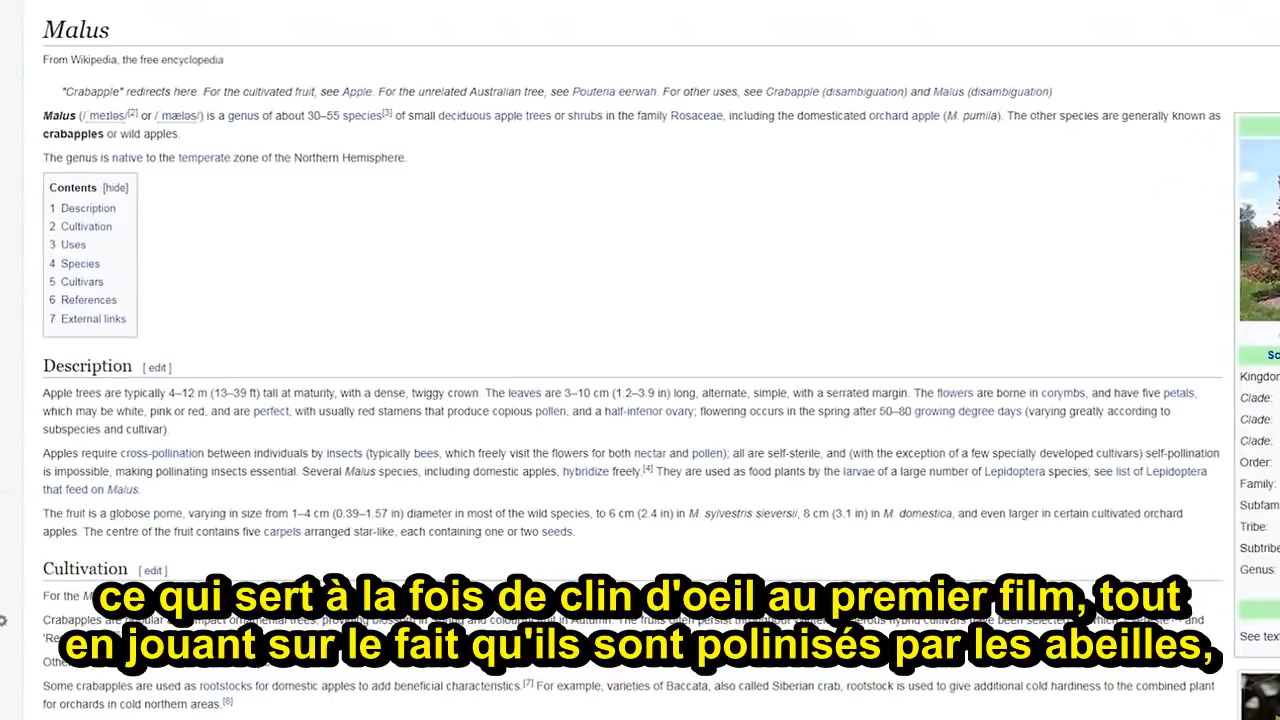 Malus
From Wikipedia, the free encyclopedia
"Crabapple" redirects here. For the cultivated fruit, see Apple. For the unrelated Australian tree, see Pouteria eerwah. For other uses, see Crabapple (disambiguation) and Malus (disambiguation)
Malus (/ˈmeɪləs/[2] or /ˈmæləs/) is a genus of about 30–55 species[3] of small deciduous apple trees or shrubs in the family Rosaceae, including the domesticated orchard apple (M. pumila). The other species are generally known as
crabapples or wild apples.
The genus is native to the temperate zone of the Northern Hemisphere.
Contents [hide]
1 Description
2 Cultivation
3 Uses
4 Species
5 Cultivars
6 References
7 External links
Sc
Kingdom
Clade:
Clade:
Clade:
Order:
Family:
Subfam
Tribe:
Subtribe
Genus:
See tex
Description [ edit ]
Apple trees are typically 4–12 m (13–39 ft) tall at maturity, with a dense, twiggy crown. The leaves are 3–10 cm (1.2–3.9 in) long, alternate, simple, with a serrated margin. The flowers are borne in corymbs, and have five petals,
which may be white, pink or red, and are perfect, with usually red stamens that produce copious pollen, and a half-inferior ovary; flowering occurs in the spring after 50–80 growing degree days (varying greatly according to
subspecies and cultivar).
Apples require cross-pollination between individuals by insects (typically bees, which freely visit the flowers for both nectar and pollen); all are self-sterile, and (with the exception of a few specially developed cultivars) self-pollination
is impossible, making pollinating insects essential. Several Malus species, including domestic apples, hybridize freely.[4] They are used as food plants by the larvae of a large number of Lepidoptera species; see list of Lepidoptera
that feed on Malus.
The fruit is a globose pome, varying in size from 1–4 cm (0.39–1.57 in) diameter in most of the wild species, to 6 cm (2.4 in) in M. sylvestris sieversii, 8 cm (3.1 in) in M. domestica, and even larger in certain cultivated orchard
apples. The centre of the fruit contains five carpels arranged star-like, each containing one or two seeds.
Cultivation [ edit ]
For the
ce qui sert à la fois de clin d'oeil au premier film, tout
en jouant sur le fait qu'ils sont polinisés par les abeilles,
Some crabapples are used as rootstocks for domestic apples to add beneficial characteristics.[7] For example, varieties of Baccata, also called Siberian crab, rootstock is used to give additional cold hardiness to the combined plant
for orchards in cold northern areas.[8]